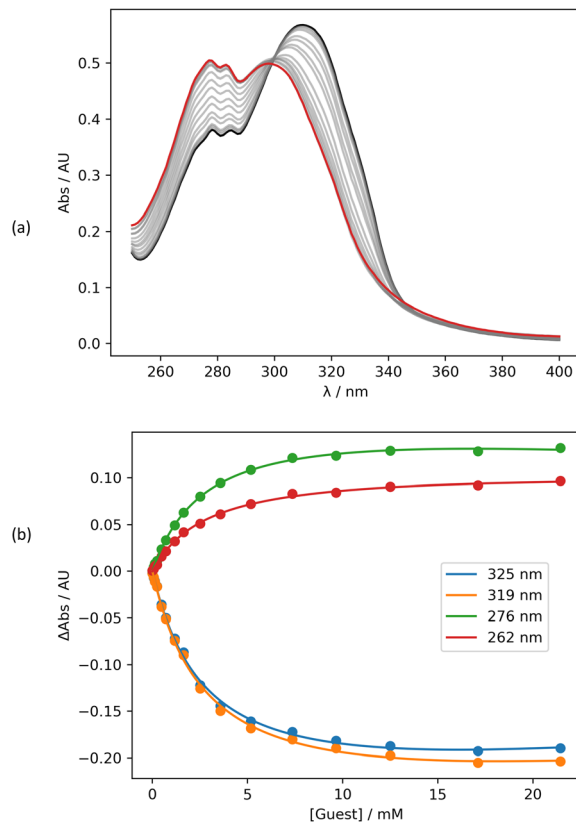 0.5
0.4
0.3
0.2
0.1
0.0
Abs / AU
(a)
260 280 300 320 340 360 380 400
λ / nm
0.10
0.05
0.00
−0.05
−0.10
−0.15
−0.20
ΔAbs / AU
(b)
325 nm
319 nm
276 nm
262 nm
0 5 10 15 20
[Guest] / mM